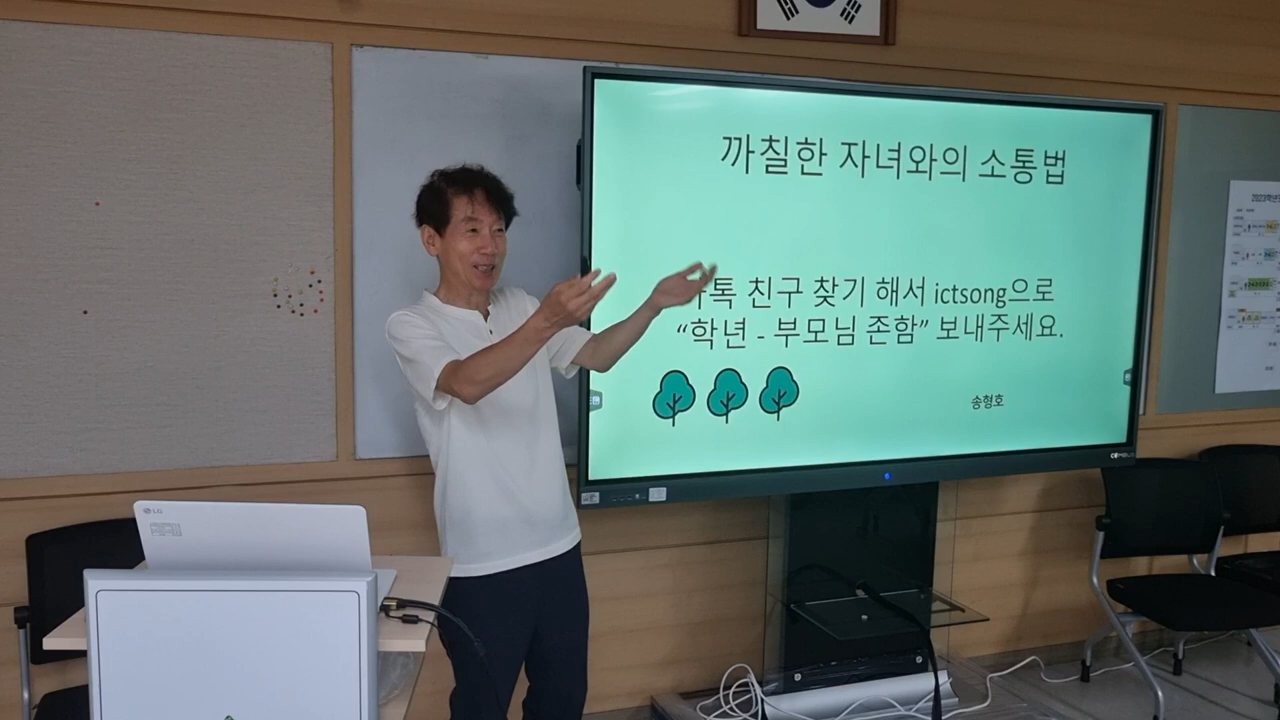 까칠한 자녀와의 소통법
톡 친구 찾기 해서 ictsong으로
“학년 - 부모님 존함” 보내주세요.
송형호
LG